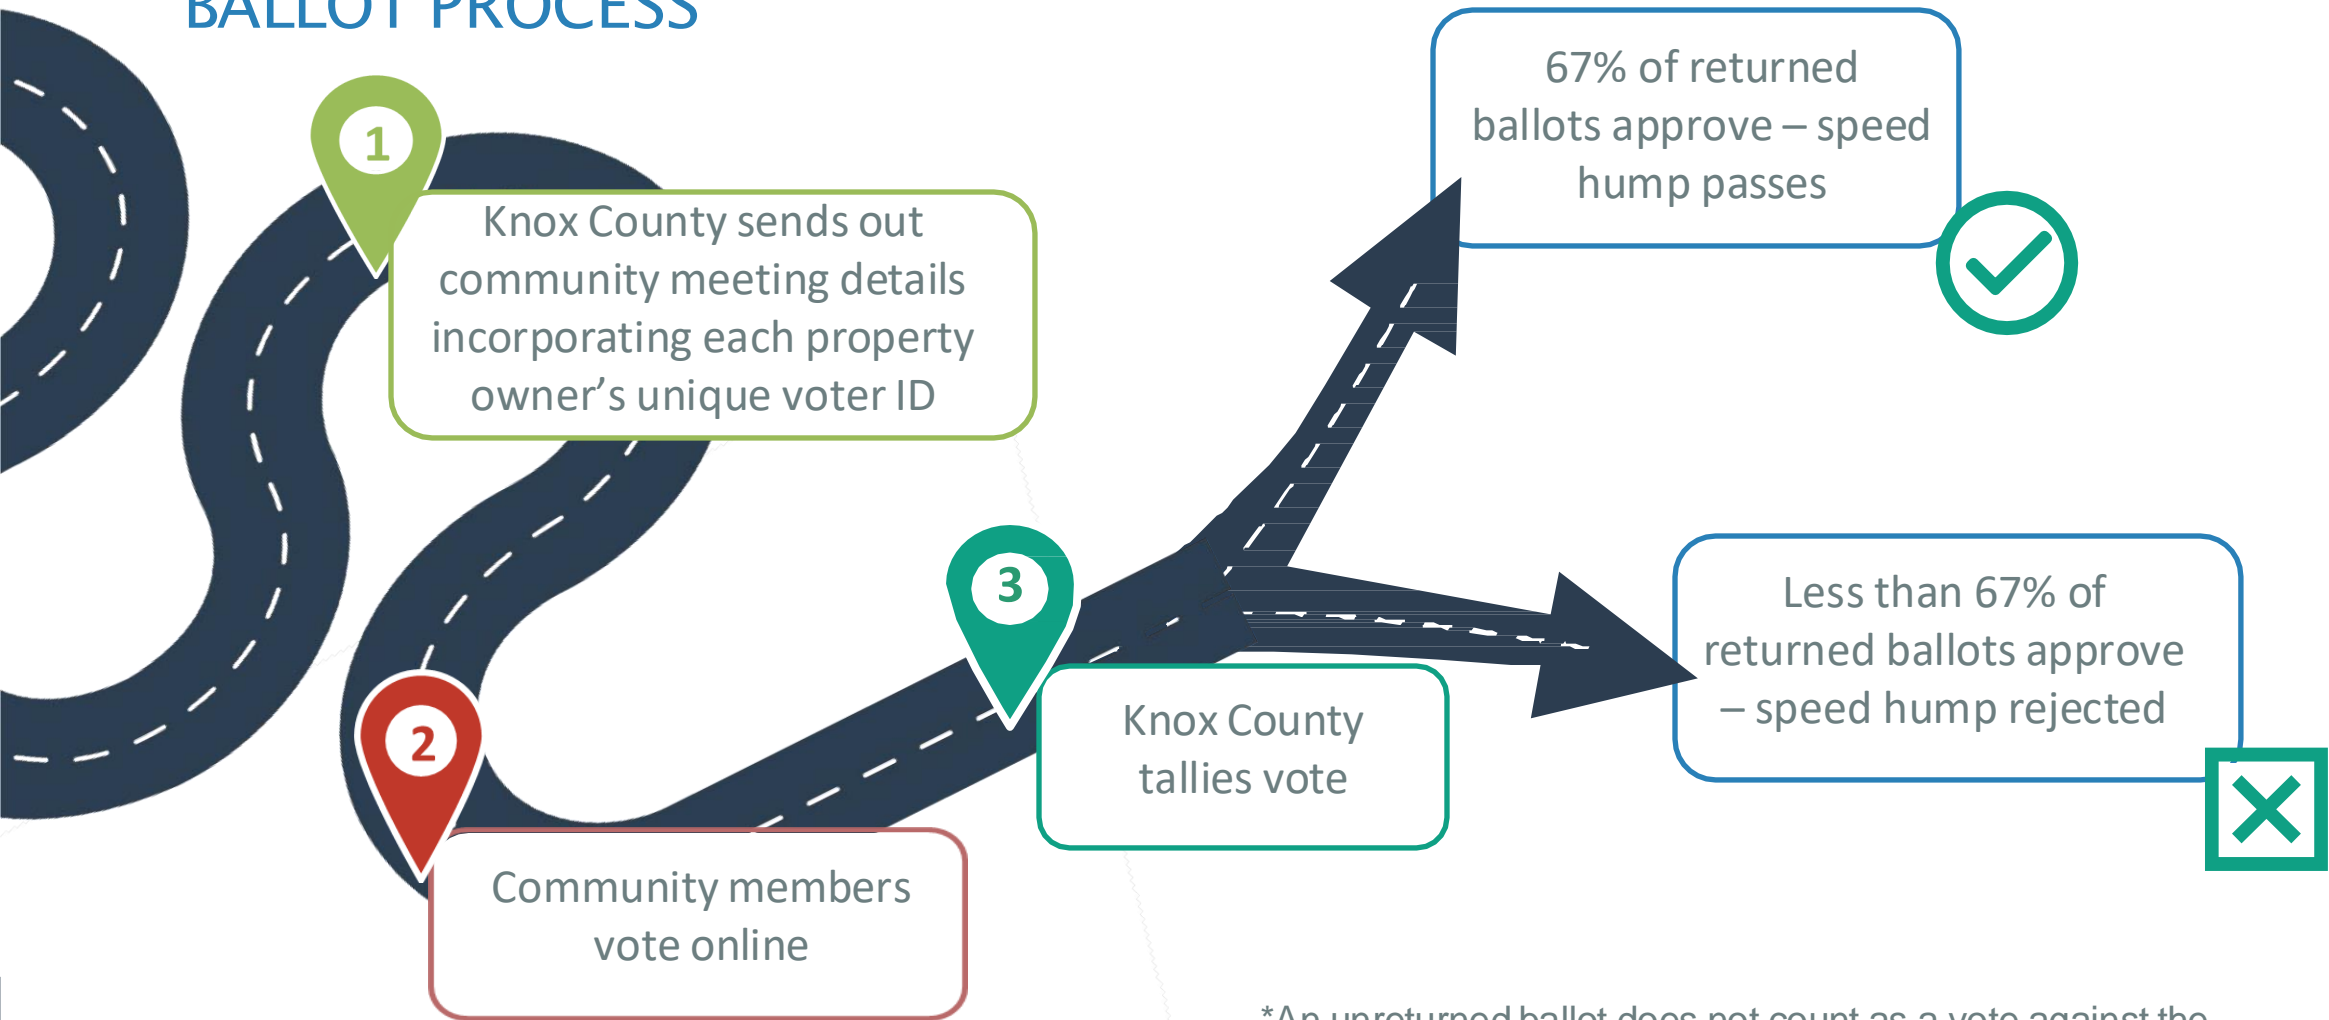 BALLOT PROCESS
1
Knox County sends out
community meeting details
incorporating each property
owner’s unique voter ID
2
Community members
vote online
3
Knox County
tallies vote
67% of returned
ballots approve – speed
hump passes
Less than 67% of
returned ballots approve
– speed hump rejected
*An unreturned ballot does not count as a vote against the